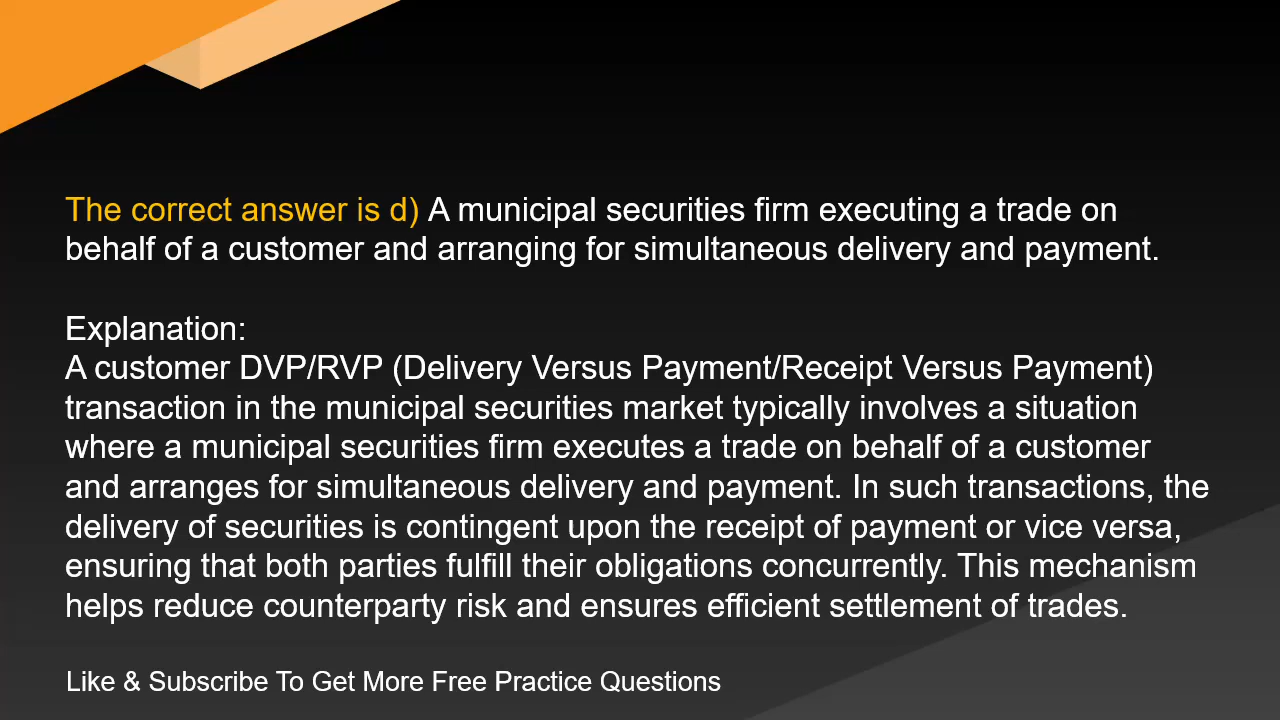 The correct answer is d) A municipal securities firm executing a trade on
behalf of a customer and arranging for simultaneous delivery and payment.
Explanation:
A customer DVP/RVP (Delivery Versus Payment/Receipt Versus Payment)
transaction in the municipal securities market typically involves a situation
where a municipal securities firm executes a trade on behalf of a customer
and arranges for simultaneous delivery and payment. In such transactions, the
delivery of securities is contingent upon the receipt of payment or vice versa,
ensuring that both parties fulfill their obligations concurrently. This mechanism
helps reduce counterparty risk and ensures efficient settlement of trades.
Like & Subscribe To Get More Free Practice Questions